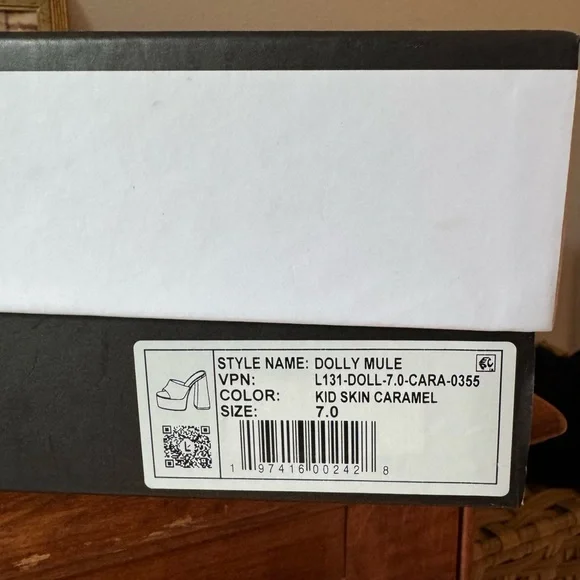 STYLE NAME: DOLLY MULE
VPN: L131-DOLL-7.0-CARA-0355
COLOR: KID SKIN CARAMEL
SIZE: 7.0
1 97416 00242 8